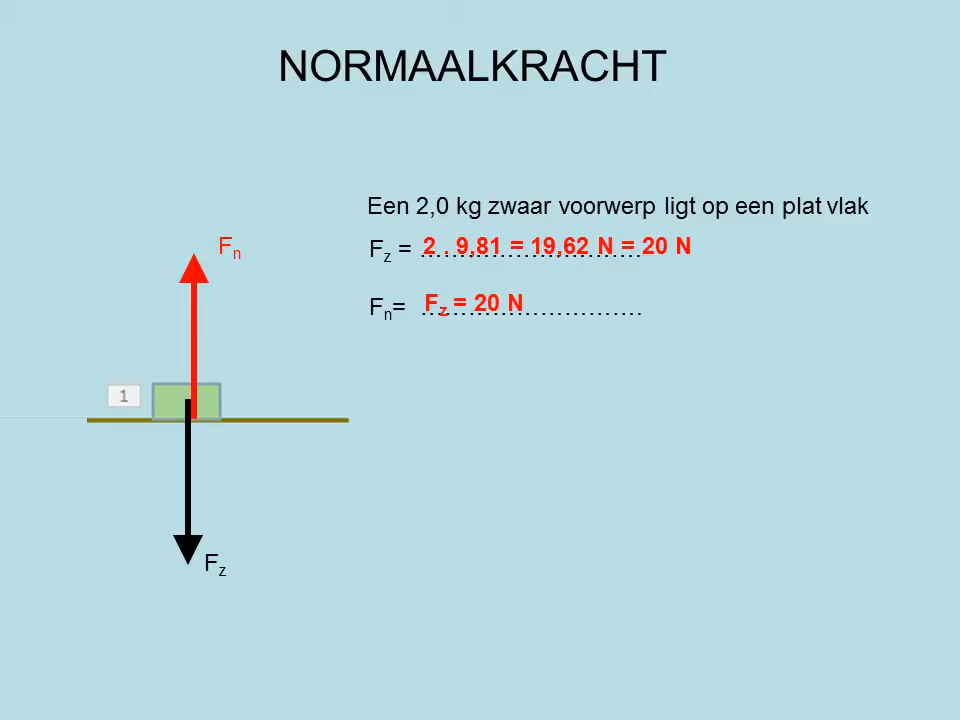 NORMAALKRACHT
Een 2,0 kg zwaar voorwerp ligt op een plat vlak
Fn
Fz = ………………………. 2 . 9,81 = 19,62 N = 20 N
Fn= ………………………. Fz = 20 N
1
Fz